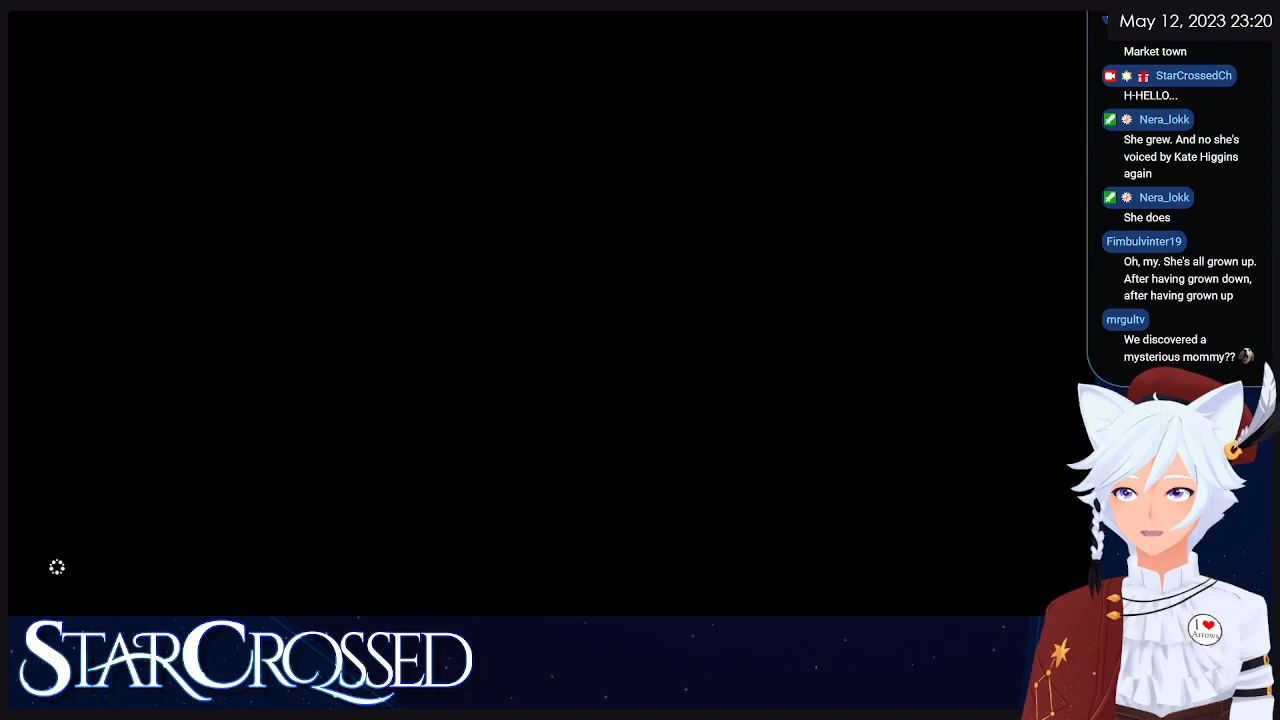 May 12, 2023 23:20
Market town
StarCrossedCh
H-HELLO...
Nera_lokk
She grew. And no she's
voiced by Kate Higgins
again
Nera_lokk
She does
Fimbulvinter19
Oh, my. She's all grown up.
After having grown down,
after having grown up
mrgultv
We discovered a
mysterious mommy??
I ❤
Arrows
STARCROSSED